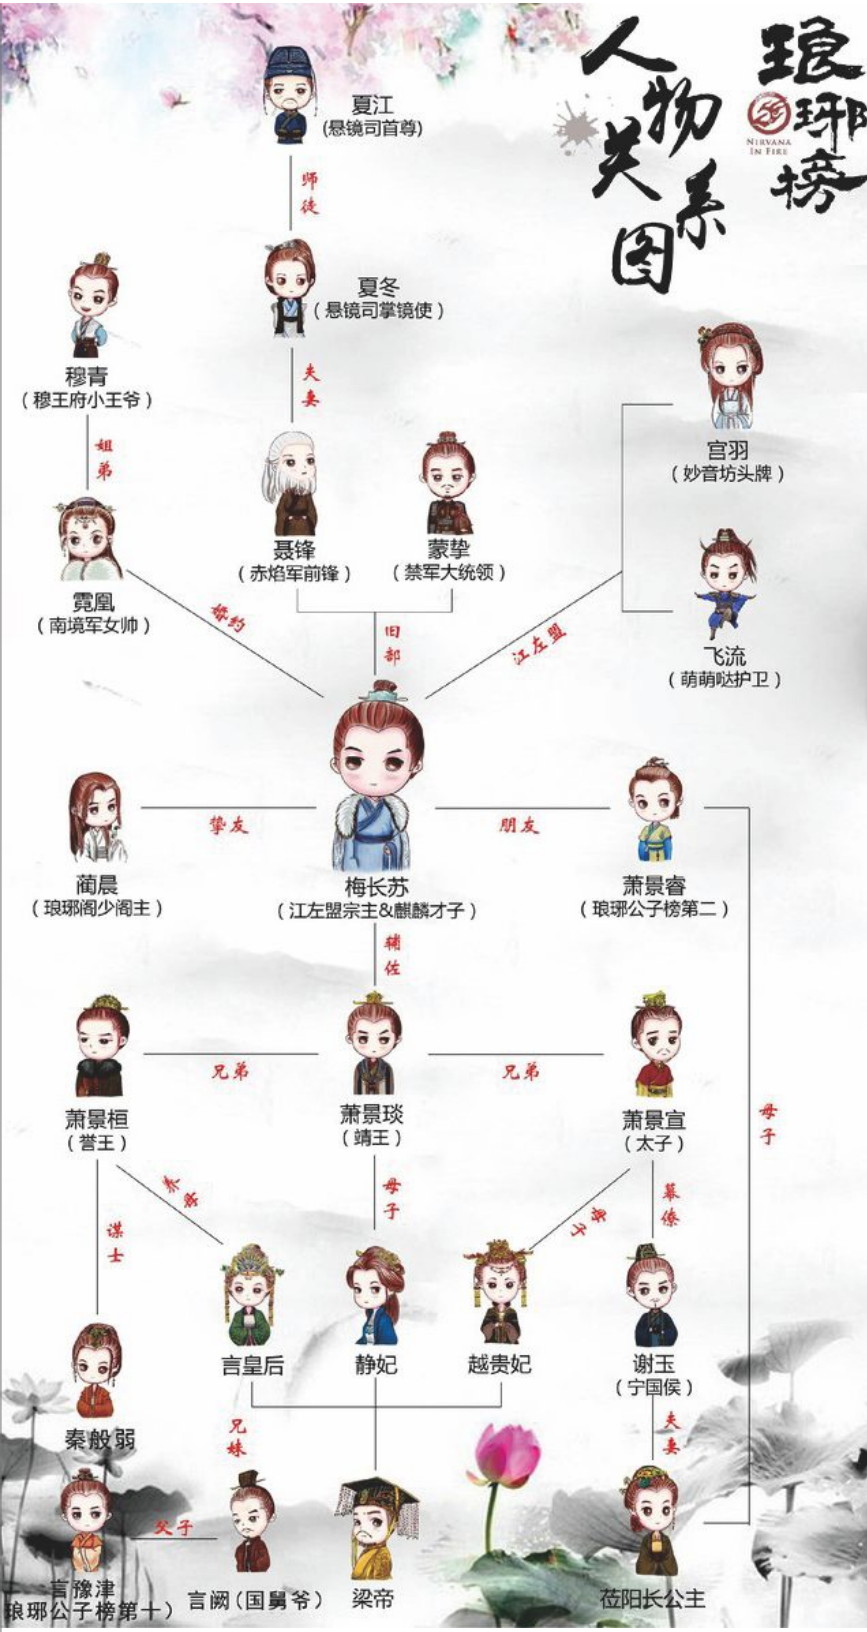 琅琊榜
NIRVANA
IN FIRE
人物关系图
夏江
(悬镜司首尊)
师徒
夏冬
(悬镜司掌镜使)
夫妻
穆青
(穆王府小王爷)
姐弟
霓凰
(南境军女帅)
聂锋
(赤焰军前锋)
蒙挚
(禁军大统领)
宫羽
(妙音坊头牌)
飞流
(萌萌哒护卫)
婚约
旧部
江左盟
蔺晨
(琅琊阁少阁主)
挚友
梅长苏
(江左盟宗主&麒麟才子)
朋友
萧景睿
(琅琊公子榜第二)
辅佐
萧景桓
(誉王)
兄弟
萧景琰
(靖王)
兄弟
萧景宣
(太子)
母子
谋士
养母
母子
母子
幕僚
言皇后
静妃
越贵妃
谢玉
(宁国侯)
秦般弱
兄妹
夫妻
言豫津
琅琊公子榜第十)
父子
言阙(国舅爷)
梁帝
莅阳长公主